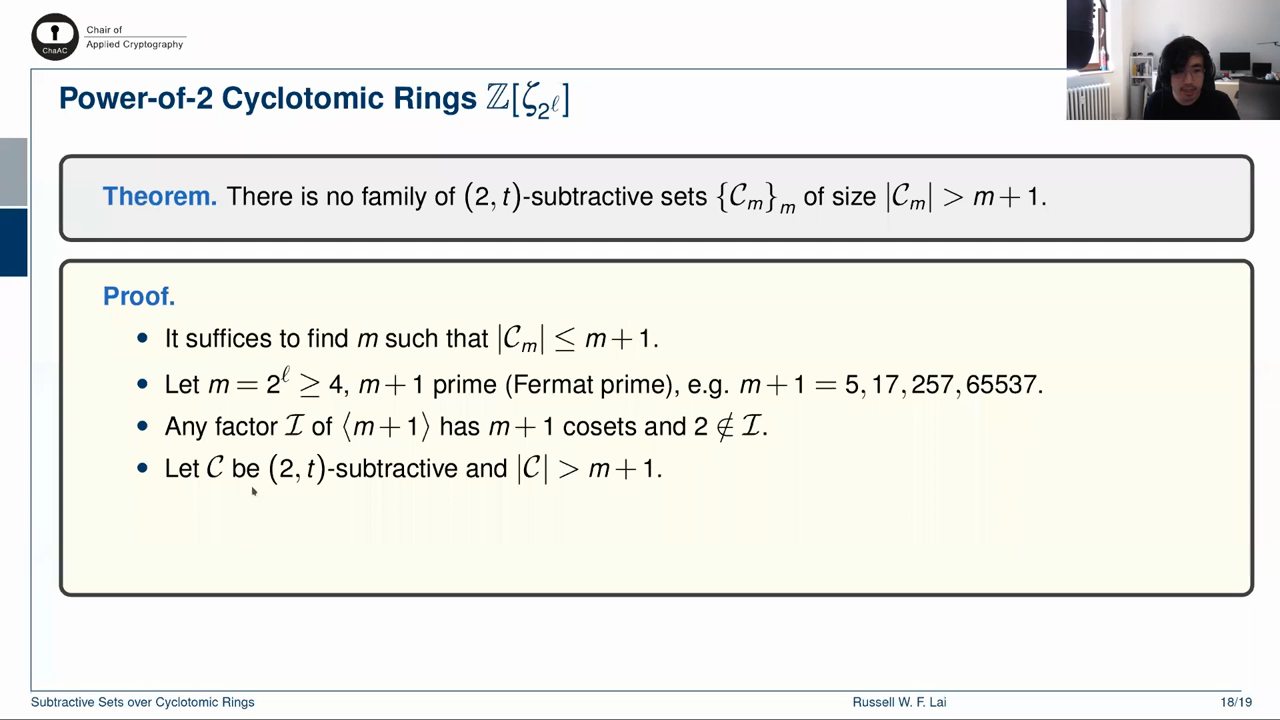 Chair of
Applied Cryptography
ChaAC
Power-of-2 Cyclotomic Rings ℤ[ζ_{2^ℓ}]
Theorem. There is no family of (2, t)-subtractive sets {𝒞_m}_m of size |𝒞_m| > m + 1.
Proof.
• It suffices to find m such that |𝒞_m| ≤ m + 1.
• Let m = 2^ℓ ≥ 4, m + 1 prime (Fermat prime), e.g. m + 1 = 5, 17, 257, 65537.
• Any factor ℐ of ⟨m + 1⟩ has m + 1 cosets and 2 ∉ ℐ.
• Let 𝒞 be (2, t)-subtractive and |𝒞| > m + 1.
Subtractive Sets over Cyclotomic Rings
Russell W. F. Lai
18/19